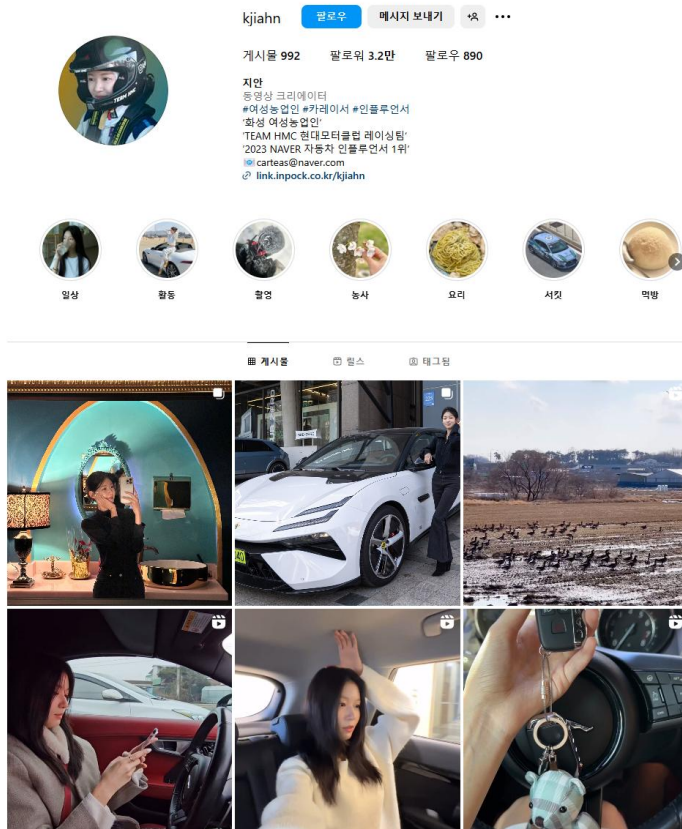 kjiahn 팔로우 메시지 보내기
게시물 992 팔로워 3.2만 팔로우 890
지안
동영상 크리에이터
#여성농업인 #카레이서 #인플루언서
'화성 여성농업인'
'TEAM HMC 현대모터클럽 레이싱팀'
'2023 NAVER 자동차 인플루언서 1위'
carteas@naver.com
link.inpock.co.kr/kjiahn
TEAM HMC
일상 활동 촬영 농사 요리 서킷 먹방
게시물 릴스 태그됨